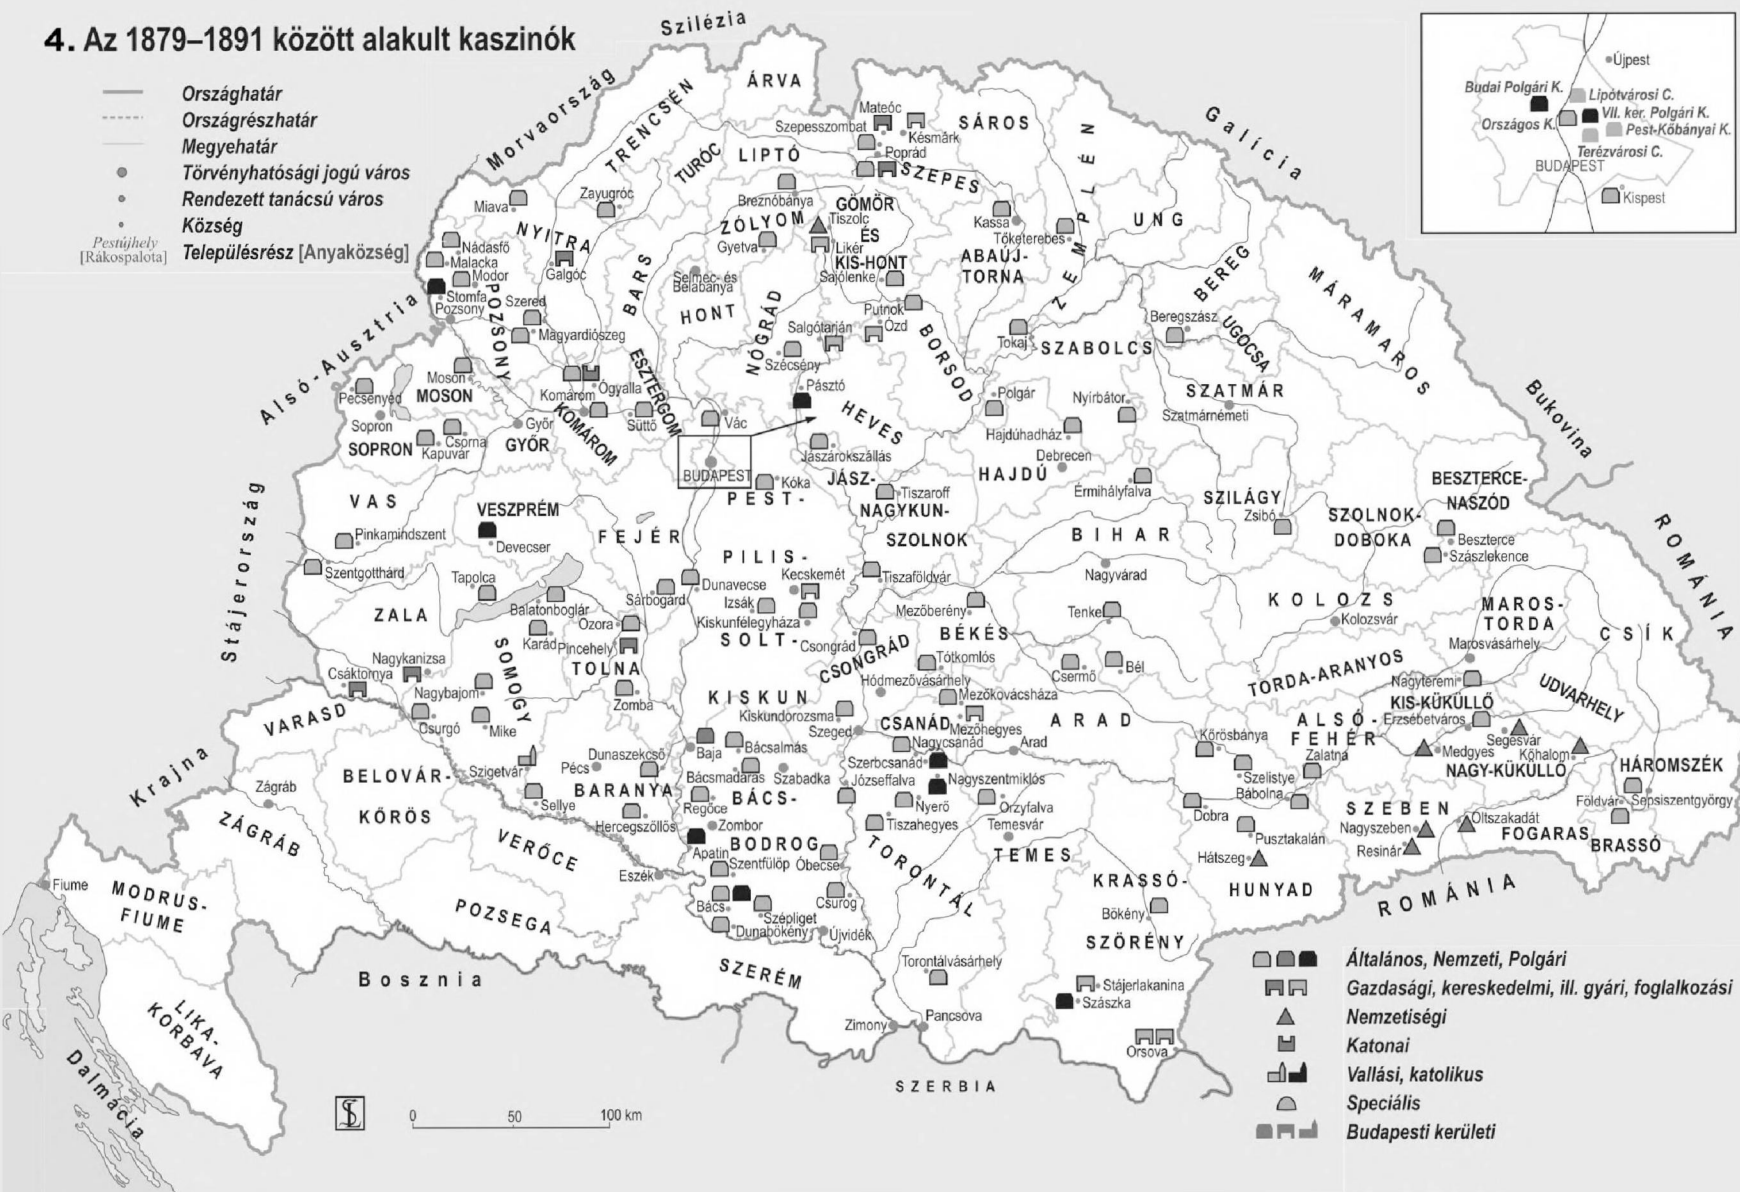 4. Az 1879–1891 között alakult kaszinók
Országhatár
Országrészhatár
Megyehatár
Törvényhatósági jogú város
Rendezett tanácsú város
Község
Pestújhely
[Rákospalota]
Településrész [Anyaközség]
Szilézia
Morvaország
Galícia
Bukovina
ROMÁNIA
ROMÁNIA
SZERBIA
Bosznia
Dalmácia
Krajna
Stájerország
Alsó-Ausztria
Újpest
Budai Polgári K.
Lipótvárosi C.
VII. ker. Polgári K.
Országos K.
Pest-Kőbányai K.
Terézvárosi C.
BUDAPEST
Kispest
ÁRVA
TRENCSÉN
TURÓC
LIPTÓ
Mateóc
Szepesszombat
Késmárk
Poprád
SZEPES
SÁROS
ZEMPLÉN
UNG
BEREG
MÁRAMAROS
UGOCSA
Miava
Zayugróc
NYITRA
Galgóc
Breznóbánya
ZÓLYOM
Gyetva
Tiszolc
Likér
GÖMÖR
ÉS
KIS-HONT
Sajólenke
Kassa
Tőketerebes
ABAÚJ-
TORNA
Nádasfő
Malacka
Modor
Stomfa
Pozsony
POZSONY
Szered
Magyardiószeg
BARS
Selmec- és
Bélabánya
HONT
NÓGRÁD
Salgótarján
Szécsény
Putnok
Ózd
BORSOD
Tokaj
SZABOLCS
Beregszász
SZATMÁR
Szatmárnémeti
Moson
MOSON
Pecsenyéd
Sopron
SOPRON
Csorna
Kapuvár
Győr
GYŐR
Komárom
Ógyalla
KOMÁROM
ESZTERGOM
Süttő
Vác
Pásztó
HEVES
Jászárokszállás
Polgár
Nyírbátor
Hajdúhadház
Debrecen
HAJDÚ
Érmihályfalva
SZILÁGY
Zsibó
SZOLNOK-
DOBOKA
BESZTERCE-
NASZÓD
Beszterce
Szászlekence
VAS
Pinkamindszent
Szentgotthárd
VESZPRÉM
Devecser
FEJÉR
BUDAPEST
Kóka
PEST-
PILIS-
SOLT-
KISKUN
JÁSZ-
NAGYKUN-
SZOLNOK
Tiszaroff
Tiszaföldvár
BIHAR
Nagyvárad
Tenke
KOLOZS
Kolozsvár
MAROS-
TORDA
Marosvásárhely
CSÍK
ZALA
Tapolca
Balatonboglár
Karád
SOMOGY
Ozora
Pincehely
TOLNA
Zomba
Sárbogárd
Dunavecse
Izsák
Kecskemét
Kiskunfélegyháza
Mezőberény
BÉKÉS
Csongrád
CSONGRÁD
Tótkomlós
Hódmezővásárhely
Mezőkovácsháza
Mezőhegyes
CSANÁD
Nagycsanád
Csermő
Bél
ARAD
Arad
TORDA-ARANYOS
Nagyteremi
KIS-KÜKÜLLŐ
Erzsébetváros
UDVARHELY
Segesvár
Kőhalom
Medgyes
NAGY-KÜKÜLLŐ
ALSÓ-
FEHÉR
Zalatna
Kőrösbánya
Szelistye
Bábolna
Dobra
Pusztakalán
Hátszeg
HUNYAD
SZEBEN
Nagyszeben
Resinár
Oltszakadát
FOGARAS
BRASSÓ
HÁROMSZÉK
Földvár
Sepsiszentgyörgy
Csáktornya
Nagykanizsa
Nagybajom
Csurgó
Mike
Szigetvár
Pécs
Dunaszekcső
Sellye
BARANYA
Hercegszőllős
VARASD
Zágráb
ZÁGRÁB
BELOVÁR-
KŐRÖS
VERŐCE
POZSEGA
Eszék
SZERÉM
Zimony
Pancsova
MODRUS-
FIUME
Fiume
LIKA-
KORBAVA
Kiskundorozsma
Szeged
Baja
Bácsalmás
Bácsmadaras
Szabadka
Regőce
BÁCS-
BODROG
Zombor
Apatin
Szentfülöp
Óbecse
Csurog
Bács
Szépliget
Dunabökény
Újvidék
Szerbcsanád
Józseffalva
Nagyszentmiklós
Nyerő
Orzyfalva
Temesvár
Tiszahegyes
TORONTÁL
TEMES
Torontálvásárhely
KRASSÓ-
SZÖRÉNY
Bökény
Stájerlakanina
Szászka
Orsova
Általános, Nemzeti, Polgári
Gazdasági, kereskedelmi, ill. gyári, foglalkozási
Nemzetiségi
Katonai
Vallási, katolikus
Speciális
Budapesti kerületi
0 50 100 km